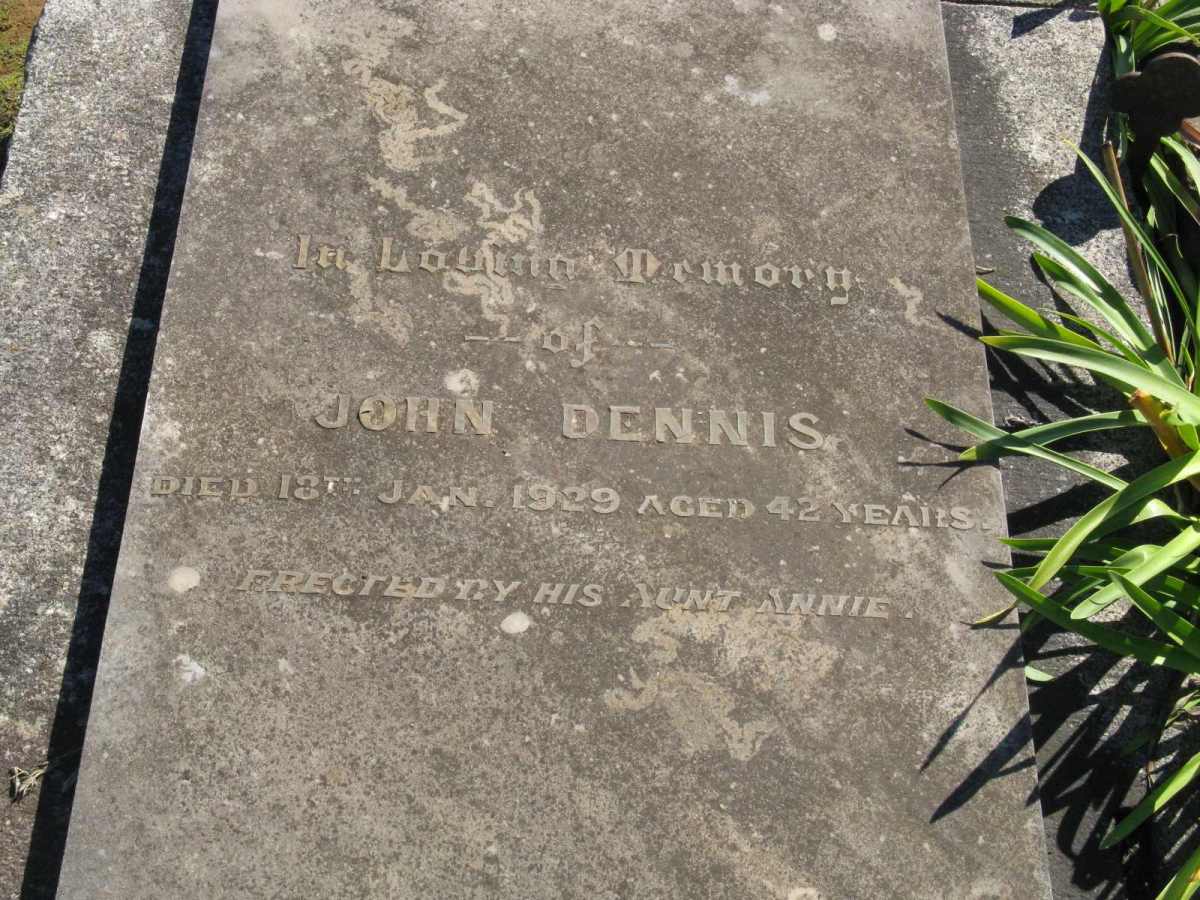 In Loving Memory
of
JOHN DENNIS
DIED 13TH JAN. 1929 AGED 42 YEARS.
ERECTED BY HIS AUNT ANNIE.